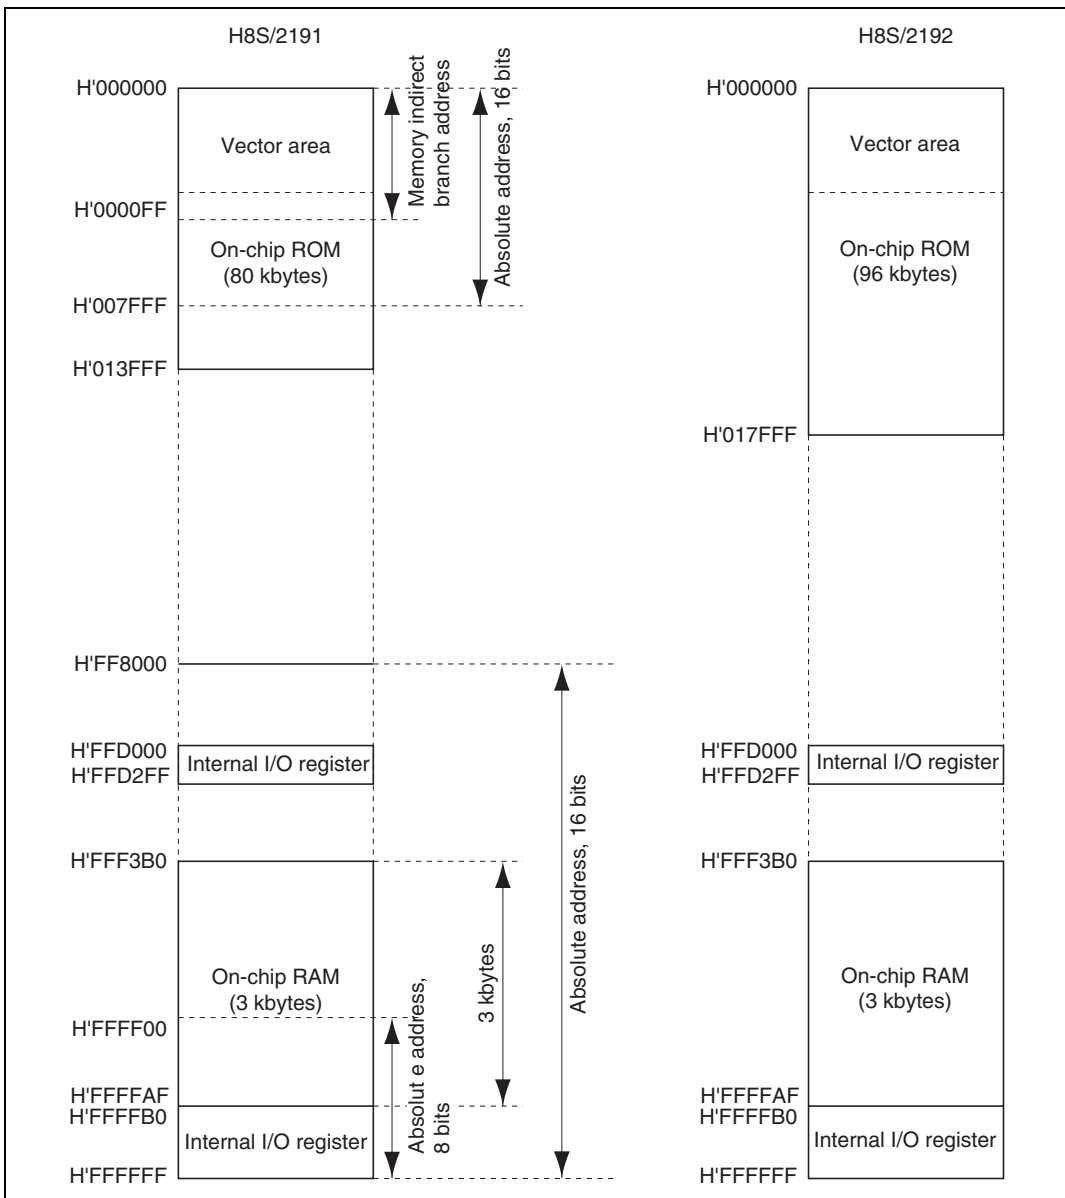 H8S/2191
H'000000
Vector area
H'0000FF
On-chip ROM
(80 kbytes)
H'007FFF
H'013FFF
Memory indirect
branch address
Absolute address, 16 bits
H'FF8000
H'FFD000
Internal I/O register
H'FFD2FF
H'FFF3B0
On-chip RAM
(3 kbytes)
H'FFFF00
H'FFFFAF
H'FFFFB0
Internal I/O register
H'FFFFFF
Absolut e address,
8 bits
3 kbytes
Absolute address, 16 bits
H8S/2192
H'000000
Vector area
On-chip ROM
(96 kbytes)
H'017FFF
H'FFD000
Internal I/O register
H'FFD2FF
H'FFF3B0
On-chip RAM
(3 kbytes)
H'FFFFAF
H'FFFFB0
Internal I/O register
H'FFFFFF